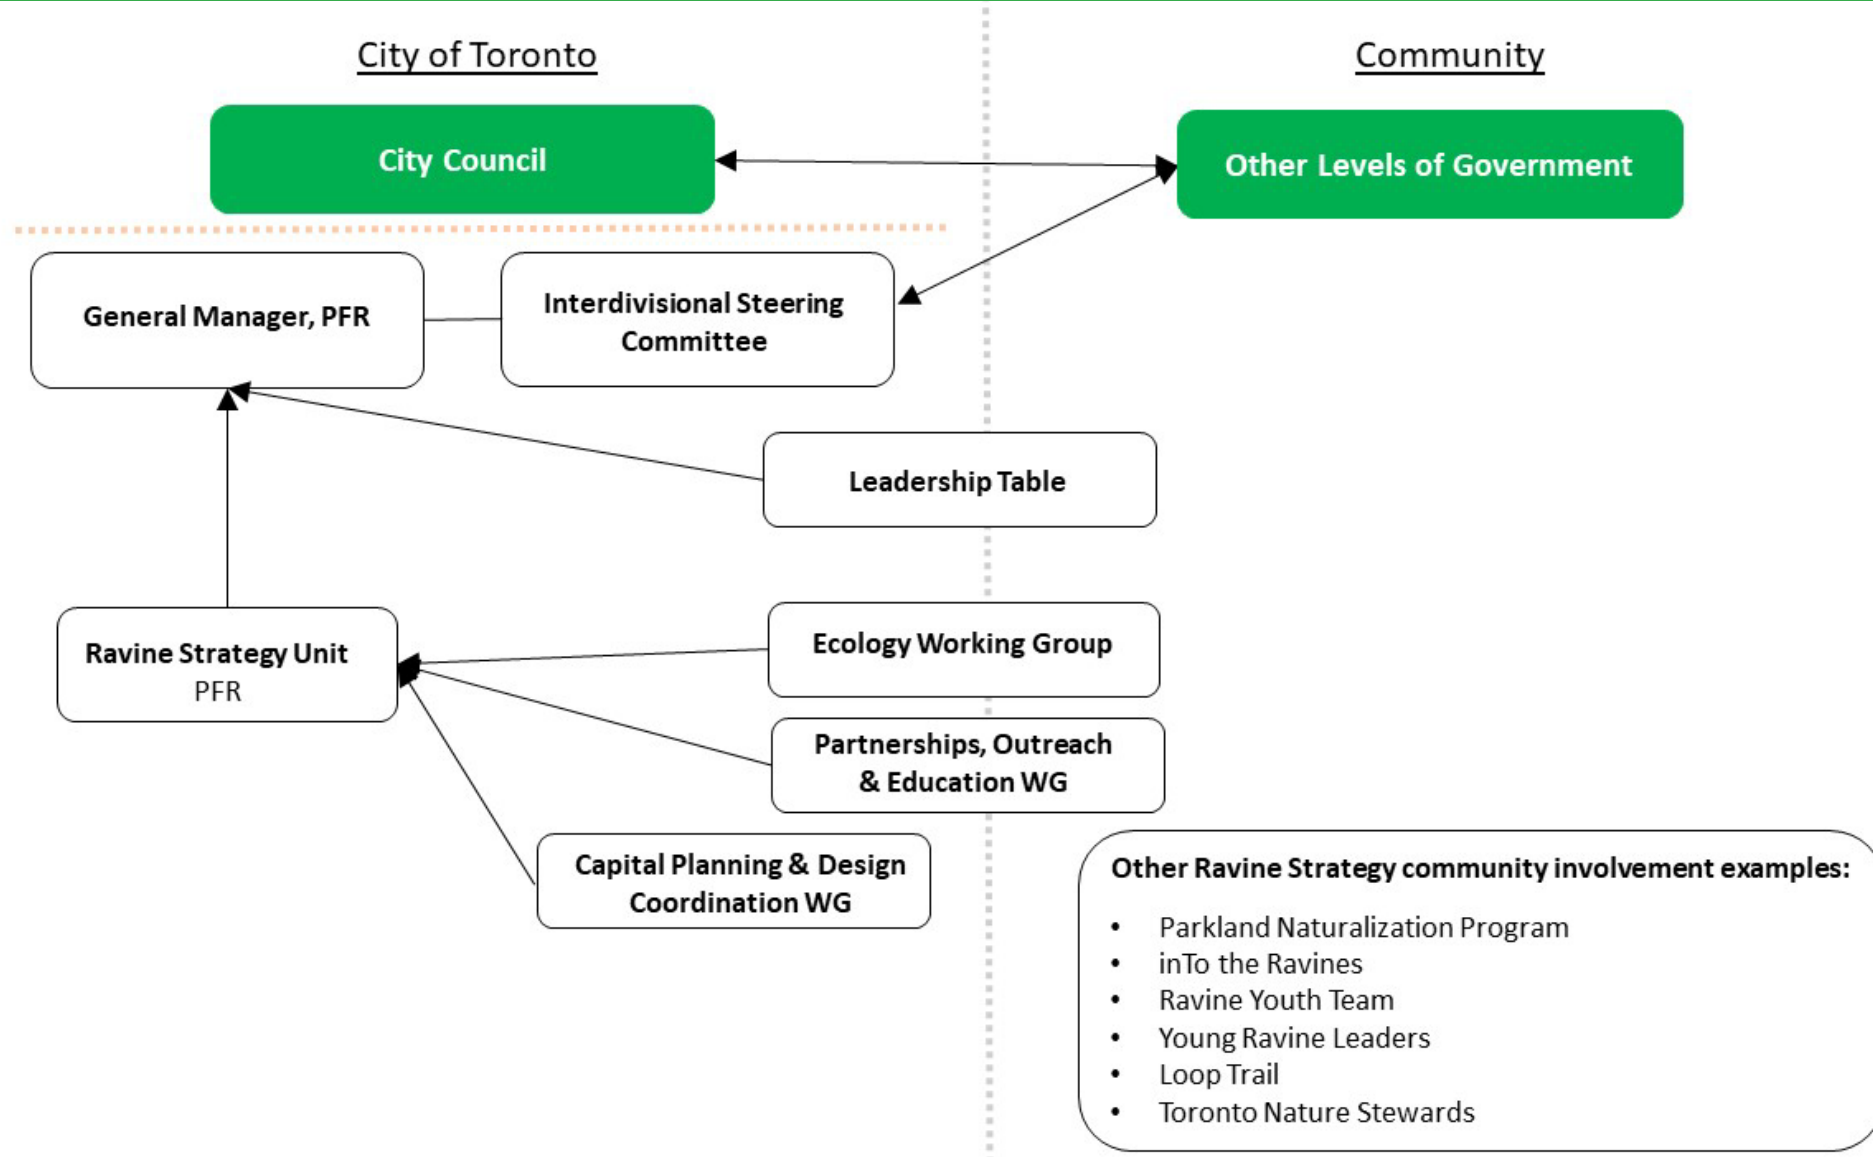 City of Toronto
Community
City Council
Other Levels of Government
General Manager, PFR
Interdivisional Steering
Committee
Leadership Table
Ravine Strategy Unit
PFR
Ecology Working Group
Partnerships, Outreach
& Education WG
Capital Planning & Design
Coordination WG
Other Ravine Strategy community involvement examples:
• Parkland Naturalization Program
• inTo the Ravines
• Ravine Youth Team
• Young Ravine Leaders
• Loop Trail
• Toronto Nature Stewards